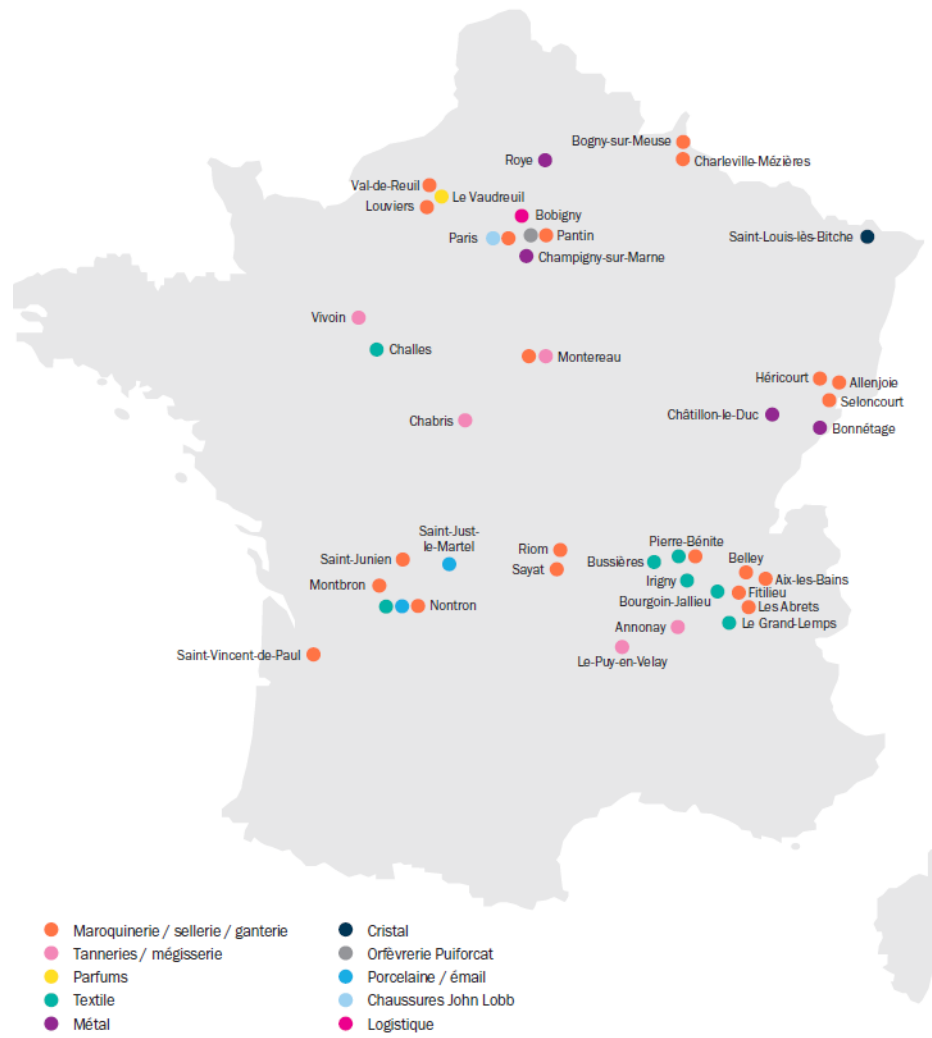 Bogny-sur-Meuse
Roye
Charleville-Mézières
Val-de-Reuil
Le Vaudreuil
Louviers
Bobigny
Paris
Pantin
Saint-Louis-lès-Bitche
Champigny-sur-Marne
Vivoin
Challes
Montereau
Héricourt
Allenjoie
Seloncourt
Châtillon-le-Duc
Chabris
Bonnétage
Saint-Just-
le-Martel
Pierre-Bénite
Riom
Saint-Junien
Bussières
Belley
Sayat
Irigny
Aix-les-Bains
Montbron
Fitilieu
Bourgoin-Jallieu
Nontron
Les Abrets
Le Grand-Lemps
Annonay
Saint-Vincent-de-Paul
Le-Puy-en-Velay
Maroquinerie / sellerie / ganterie
Tanneries / mégisserie
Parfums
Textile
Métal
Cristal
Orfèvrerie Puiforcat
Porcelaine / émail
Chaussures John Lobb
Logistique